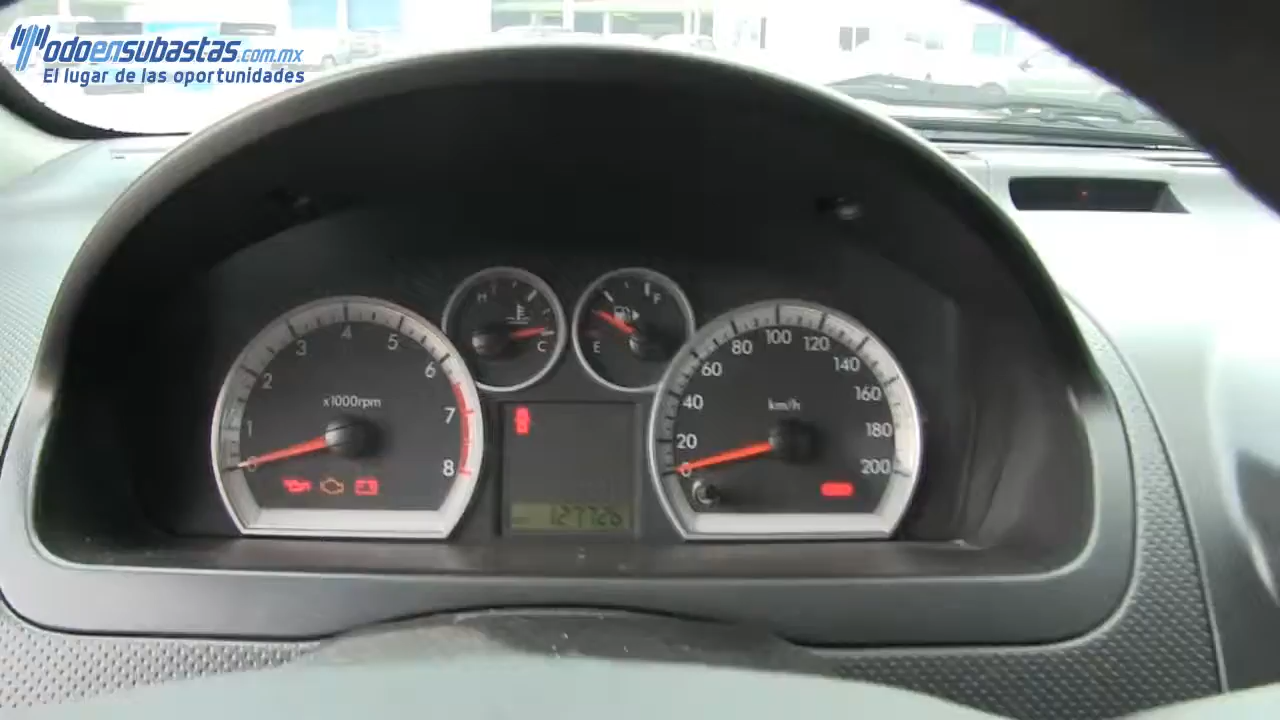 Todoensubastas.com.mx
El lugar de las oportunidades
H
C
F
E
1
2
3
4
5
6
7
8
x1000rpm
0
20
40
60
80
100
120
140
160
180
200
km/h
127726